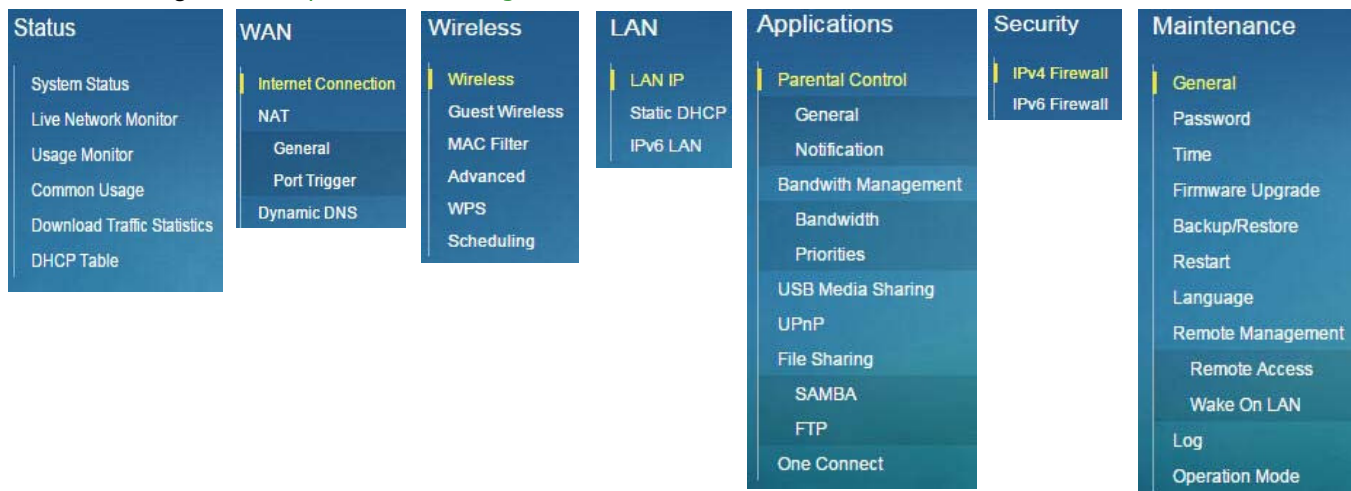 Status
System Status
Live Network Monitor
Usage Monitor
Common Usage
Download Traffic Statistics
DHCP Table
WAN
Internet Connection
NAT
General
Port Trigger
Dynamic DNS
Wireless
Wireless
Guest Wireless
MAC Filter
Advanced
WPS
Scheduling
LAN
LAN IP
Static DHCP
IPv6 LAN
Applications
Parental Control
General
Notification
Bandwith Management
Bandwidth
Priorities
USB Media Sharing
UPnP
File Sharing
SAMBA
FTP
One Connect
Security
IPv4 Firewall
IPv6 Firewall
Maintenance
General
Password
Time
Firmware Upgrade
Backup/Restore
Restart
Language
Remote Management
Remote Access
Wake On LAN
Log
Operation Mode